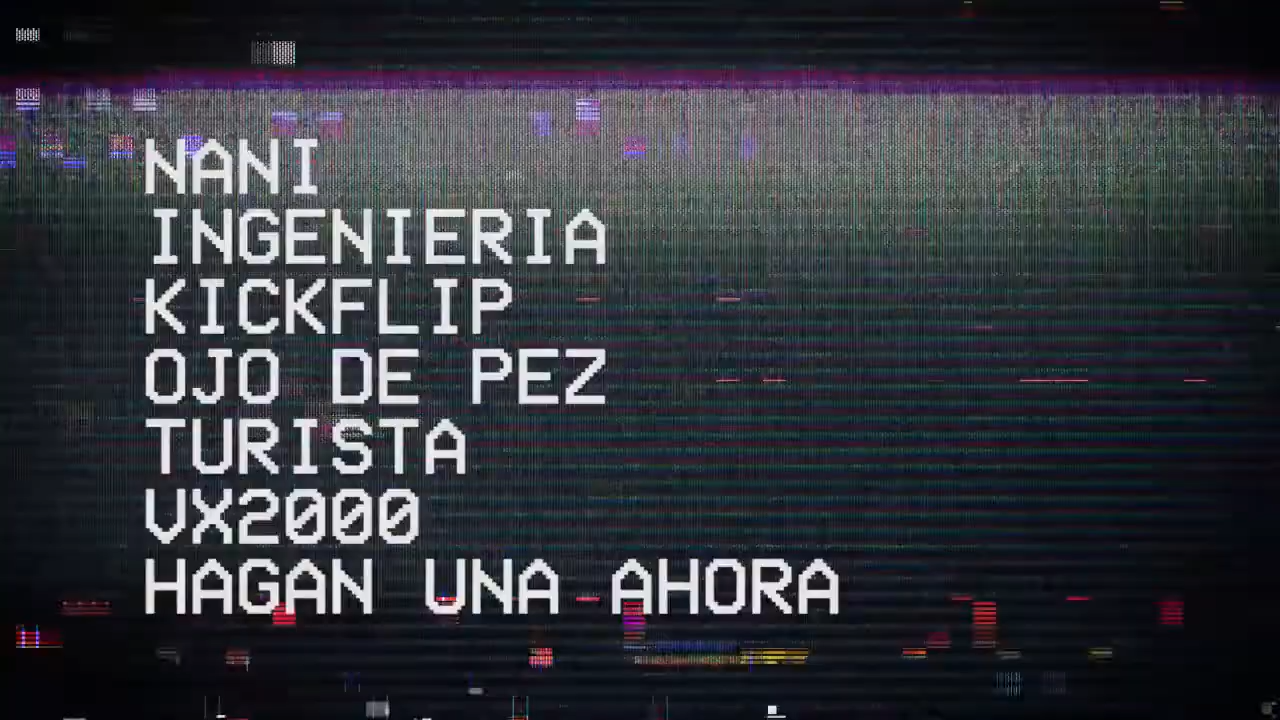 NANI
INGENIERIA
KICKFLIP
OJO DE PEZ
TURISTA
VX2000
HAGAN UNA AHORA